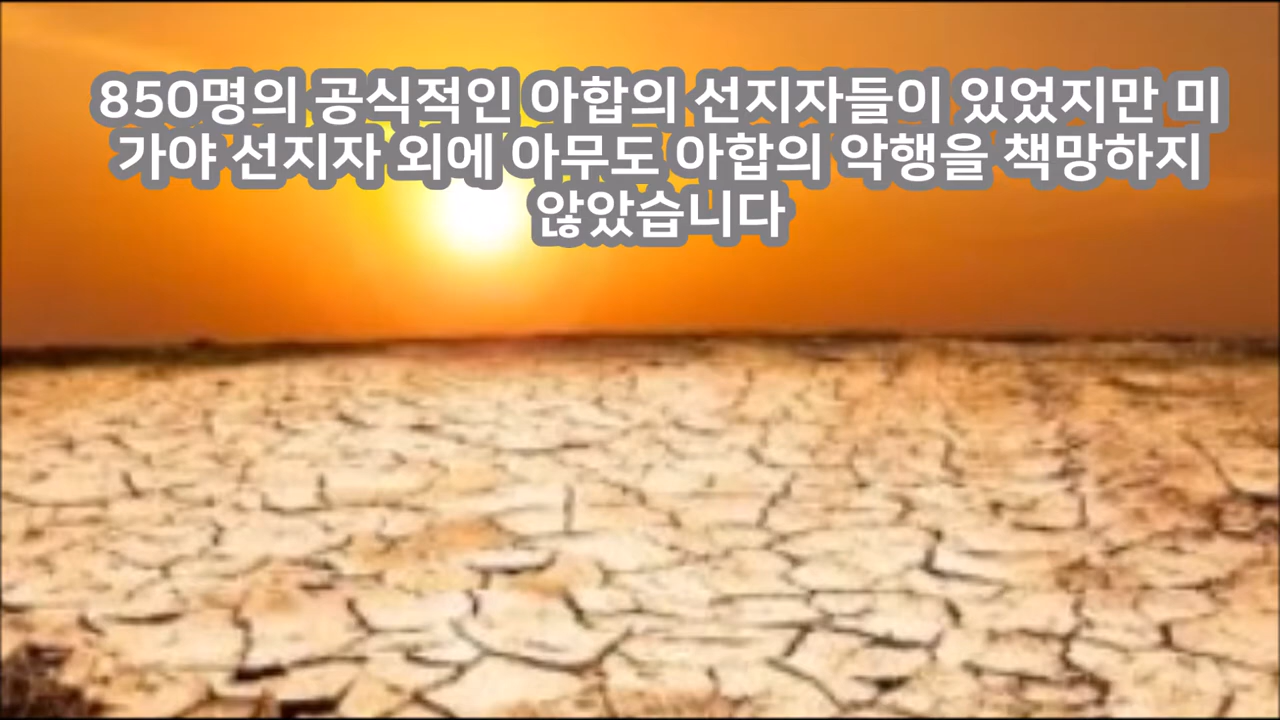 850명의 공식적인 아합의 선지자들이 있었지만 미
가야 선지자 외에 아무도 아합의 악행을 책망하지
않았습니다